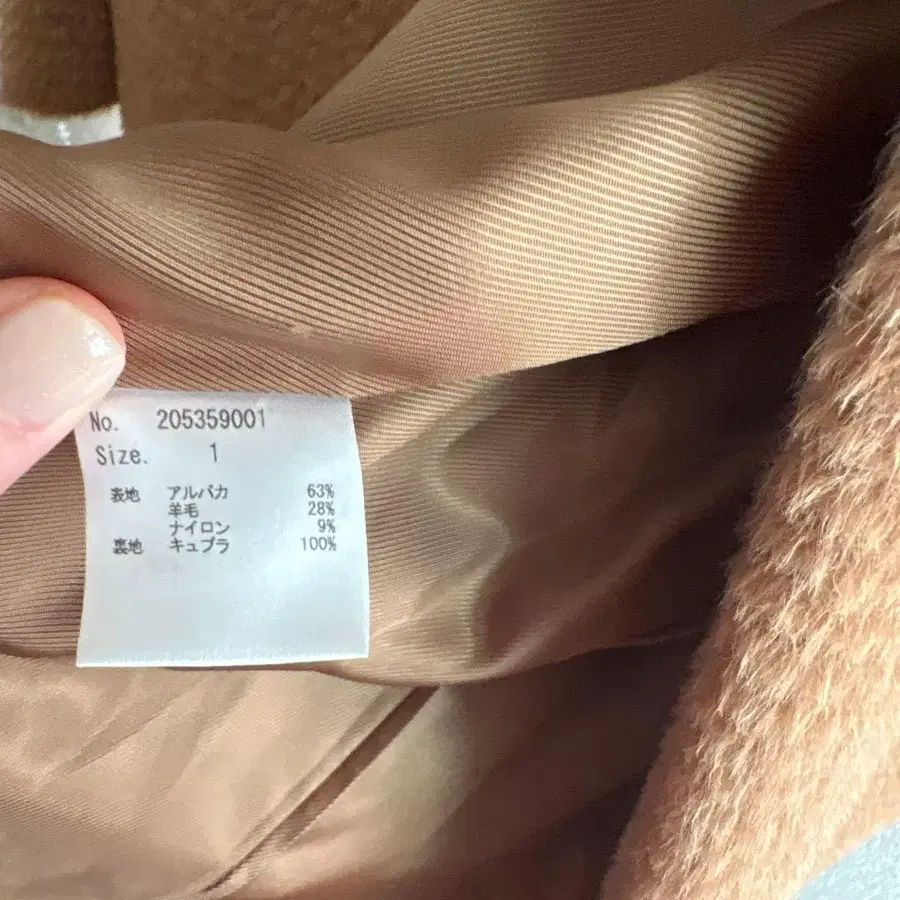 No. 205359001
Size. 1
表地 アルパカ 63%
羊毛 28%
ナイロン 9%
裏地 キュプラ 100%